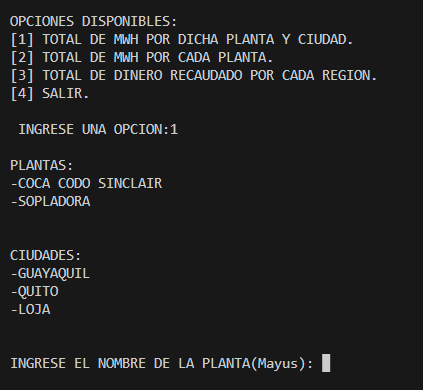 OPCIONES DISPONIBLES:
[1] TOTAL DE MWH POR DICHA PLANTA Y CIUDAD.
[2] TOTAL DE MWH POR CADA PLANTA.
[3] TOTAL DE DINERO RECAUDADO POR CADA REGION.
[4] SALIR.
INGRESE UNA OPCION:1
PLANTAS:
-COCA CODO SINCLAIR
-SOPLADORA
CIUDADES:
-GUAYAQUIL
-QUITO
-LOJA
INGRESE EL NOMBRE DE LA PLANTA(Mayus):